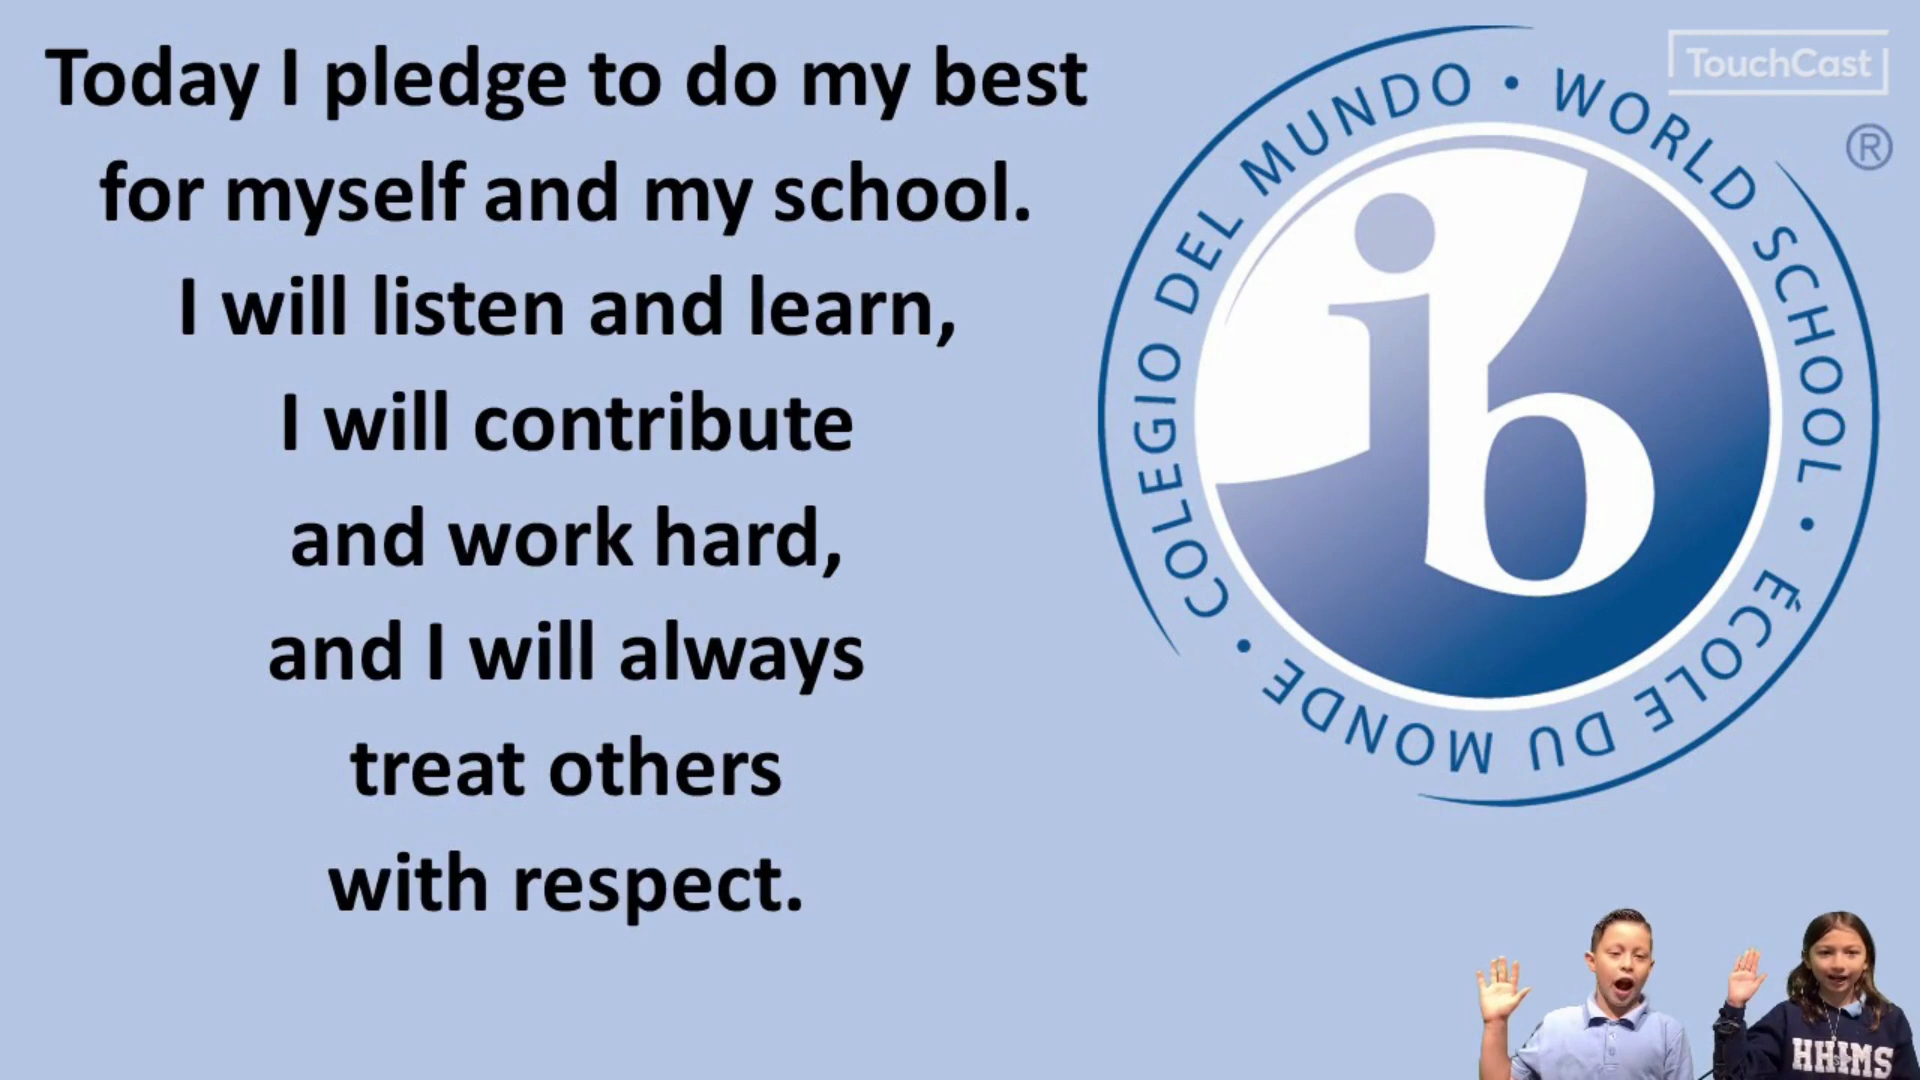 Today I pledge to do my best
for myself and my school.
I will listen and learn,
I will contribute
and work hard,
and I will always
treat others
with respect.
TouchCast
®
COLEGIO DEL MUNDO • WORLD SCHOOL • ÉCOLE DU MONDE •
ib
HHIMS